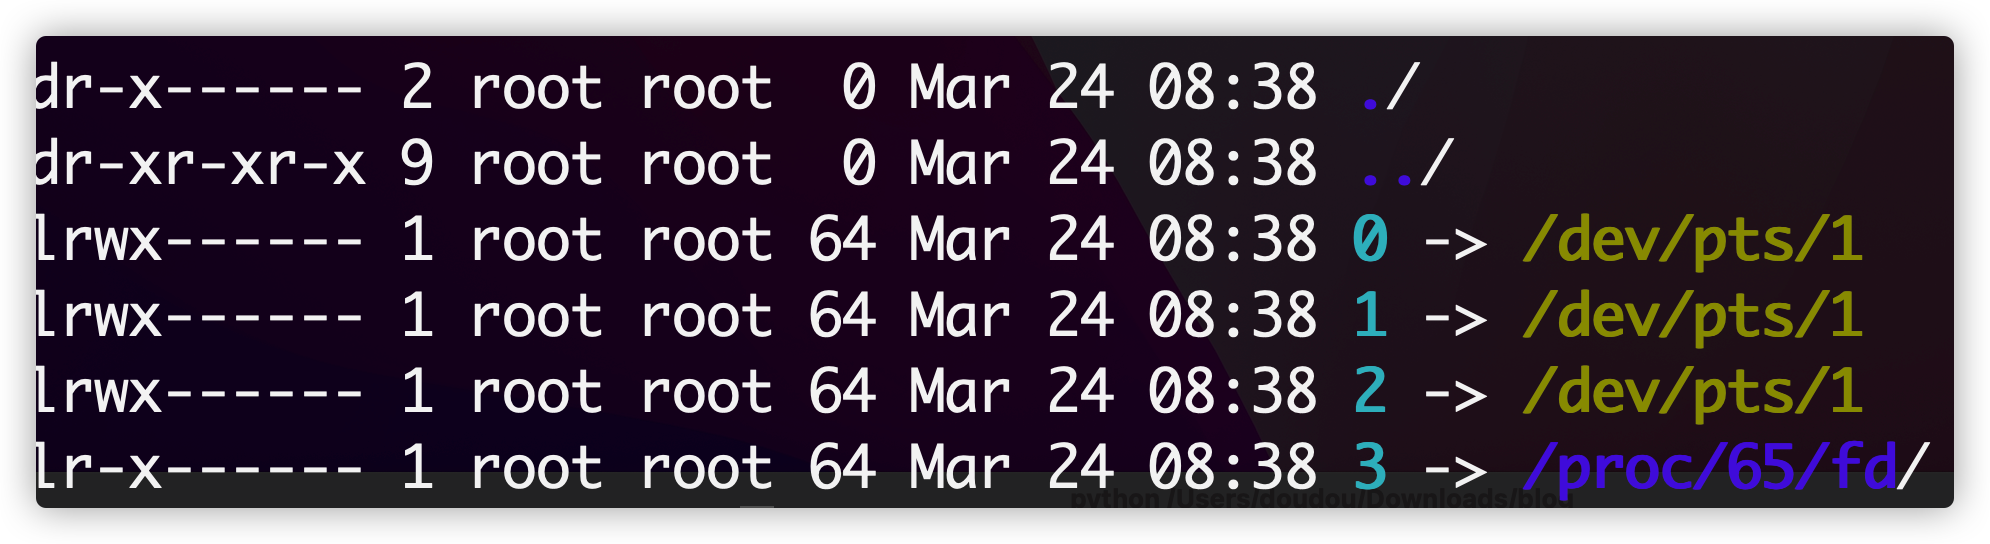 dr-x------ 2 root root  0 Mar 24 08:38 ./
dr-xr-xr-x 9 root root  0 Mar 24 08:38 ../
lrwx------ 1 root root 64 Mar 24 08:38 0 -> /dev/pts/1
lrwx------ 1 root root 64 Mar 24 08:38 1 -> /dev/pts/1
lrwx------ 1 root root 64 Mar 24 08:38 2 -> /dev/pts/1
lr-x------ 1 root root 64 Mar 24 08:38 3 -> /proc/65/fd/
python /Users/doudou/Downloads/blog